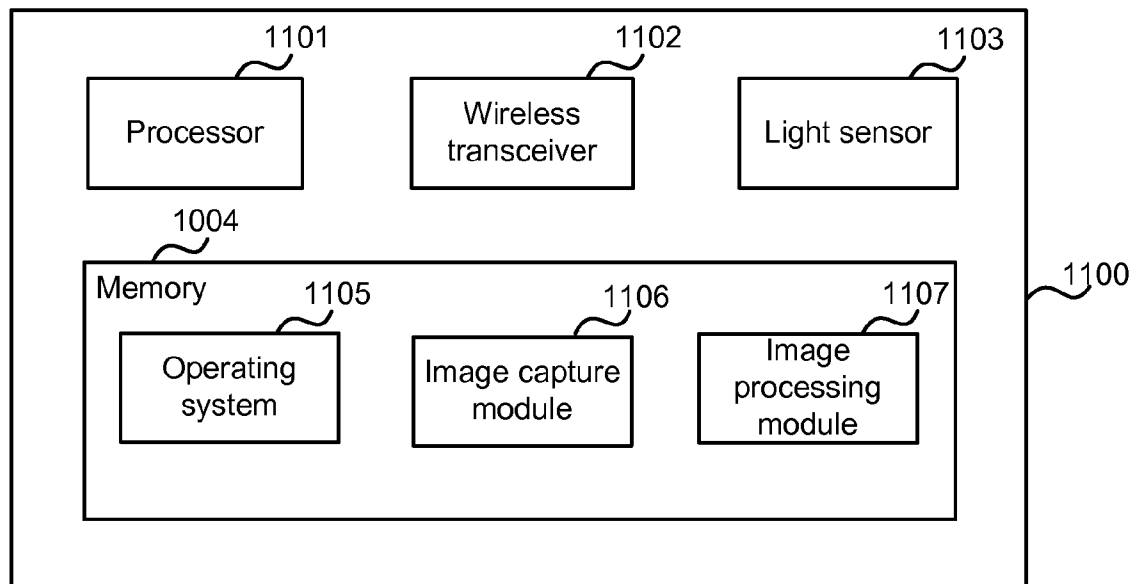 1101
1102
1103
Processor
Wireless
transceiver
Light sensor
1004
1100
Memory
1105
1106
1107
Operating
system
Image capture
module
Image
processing
module